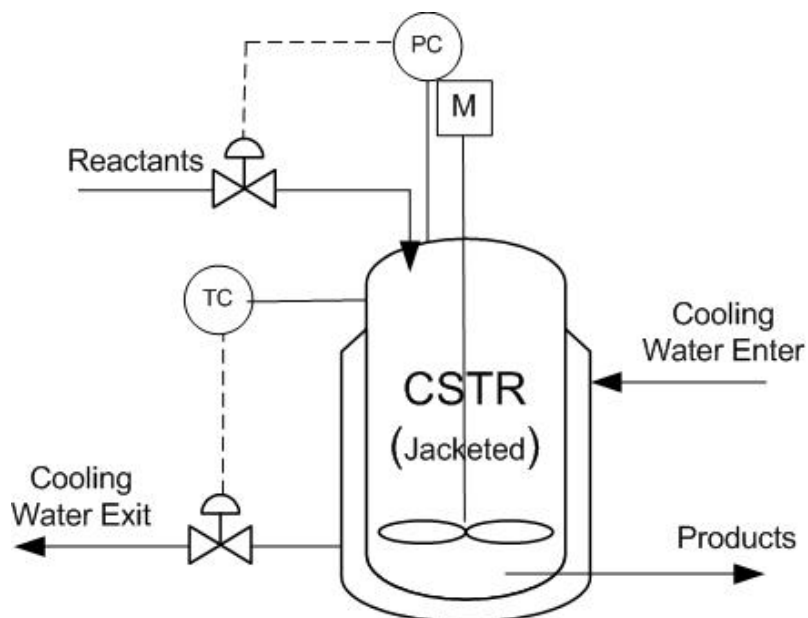 PC
M
Reactants
TC
Cooling
Water Enter
CSTR
(Jacketed)
Cooling
Water Exit
Products